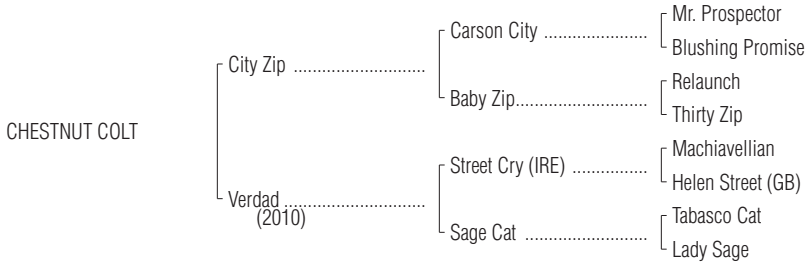 Mr. Prospector
Carson City ......................
Blushing Promise
City Zip ............................
Relaunch
Baby Zip............................
Thirty Zip
CHESTNUT COLT
Machiavellian
Street Cry (IRE) ................
Helen Street (GB)
Verdad ..............................
(2010)
Tabasco Cat
Sage Cat ..........................
Lady Sage